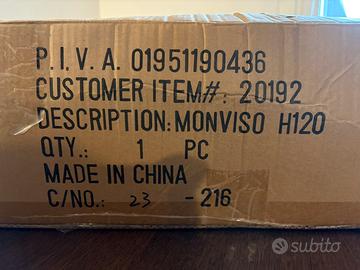 P.I.V.A. 01951190436
CUSTOMER ITEM#: 20192
DESCRIPTION: MONVISO H120
QTY.: 1 PC
MADE IN CHINA
C/NO.: 23 -216
subito